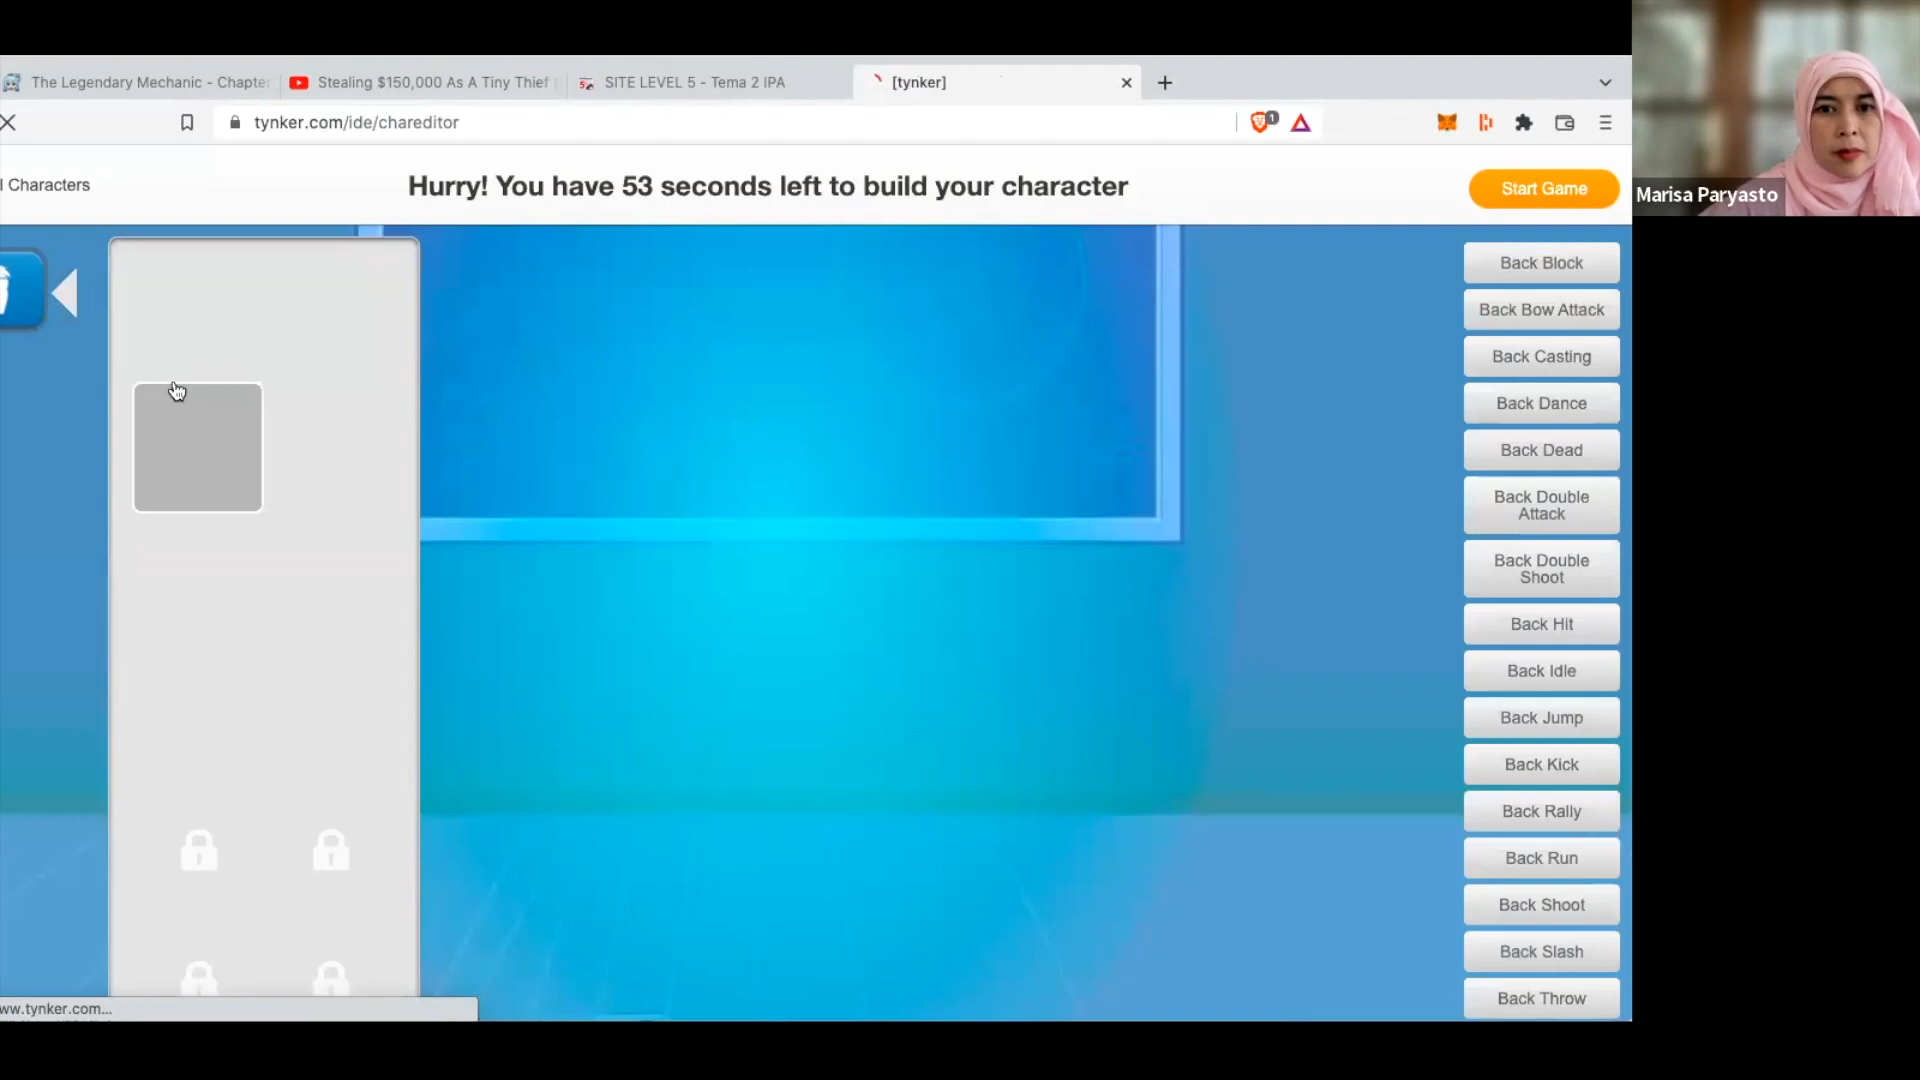 The Legendary Mechanic - Chapter
Stealing $150,000 As A Tiny Thief
SITE LEVEL 5 - Tema 2 IPA
[tynker]
tynker.com/ide/chareditor
1
l Characters
Hurry! You have 53 seconds left to build your character
Start Game
Marisa Paryasto
Back Block
Back Bow Attack
Back Casting
Back Dance
Back Dead
Back Double
Attack
Back Double
Shoot
Back Hit
Back Idle
Back Jump
Back Kick
Back Rally
Back Run
Back Shoot
Back Slash
Back Throw
ww.tynker.com...